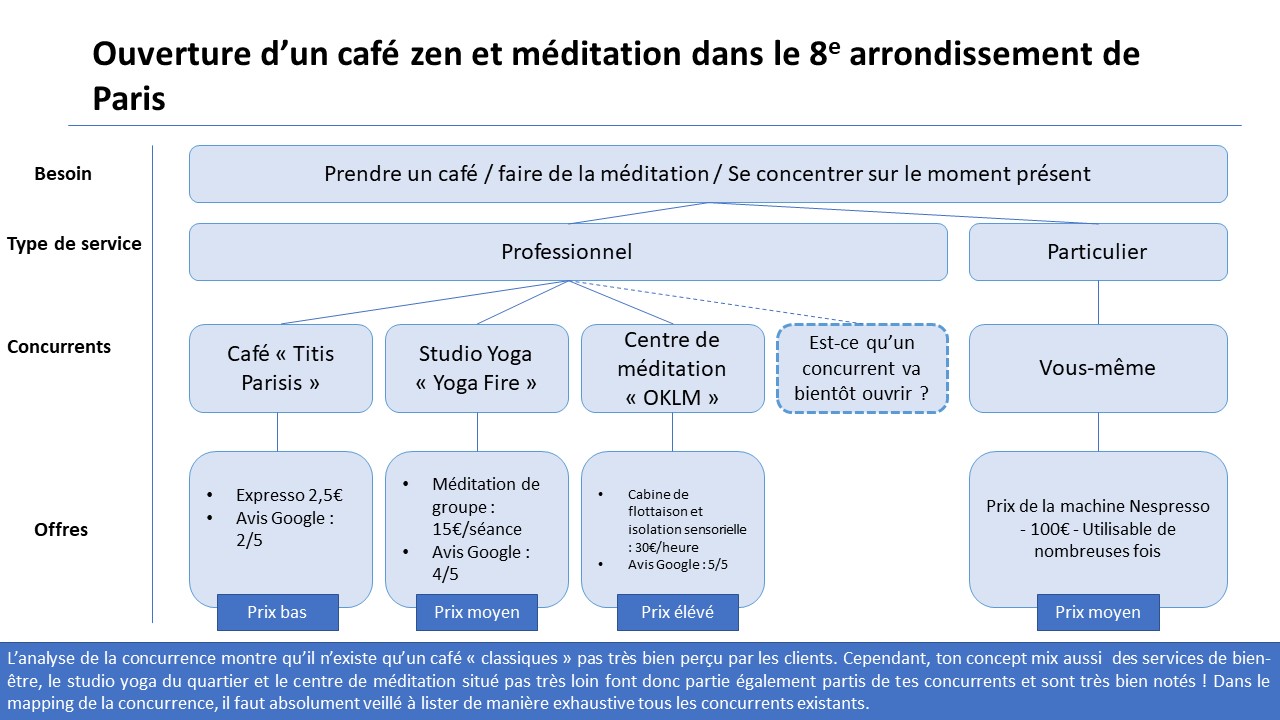 Ouverture d’un café zen et méditation dans le 8e arrondissement de
Paris
Besoin
Prendre un café / faire de la méditation / Se concentrer sur le moment présent
Type de service
Professionnel
Particulier
Concurrents
Café « Titis
Parisis »
Studio Yoga
« Yoga Fire »
Centre de
méditation
« OKLM »
Est-ce qu’un
concurrent va
bientôt ouvrir ?
Vous-même
Offres
• Expresso 2,5€
• Avis Google :
2/5
• Méditation de
groupe :
15€/séance
• Avis Google :
4/5
• Cabine de
flottaison et
isolation sensorielle
: 30€/heure
• Avis Google : 5/5
Prix de la machine Nespresso
- 100€ - Utilisable de
nombreuses fois
Prix bas
Prix moyen
Prix élévé
Prix moyen
L’analyse de la concurrence montre qu’il n’existe qu’un café « classiques » pas très bien perçu par les clients. Cependant, ton concept mix aussi des services de bien-
être, le studio yoga du quartier et le centre de méditation situé pas très loin font donc partie également partis de tes concurrents et sont très bien notés ! Dans le
mapping de la concurrence, il faut absolument veillé à lister de manière exhaustive tous les concurrents existants.